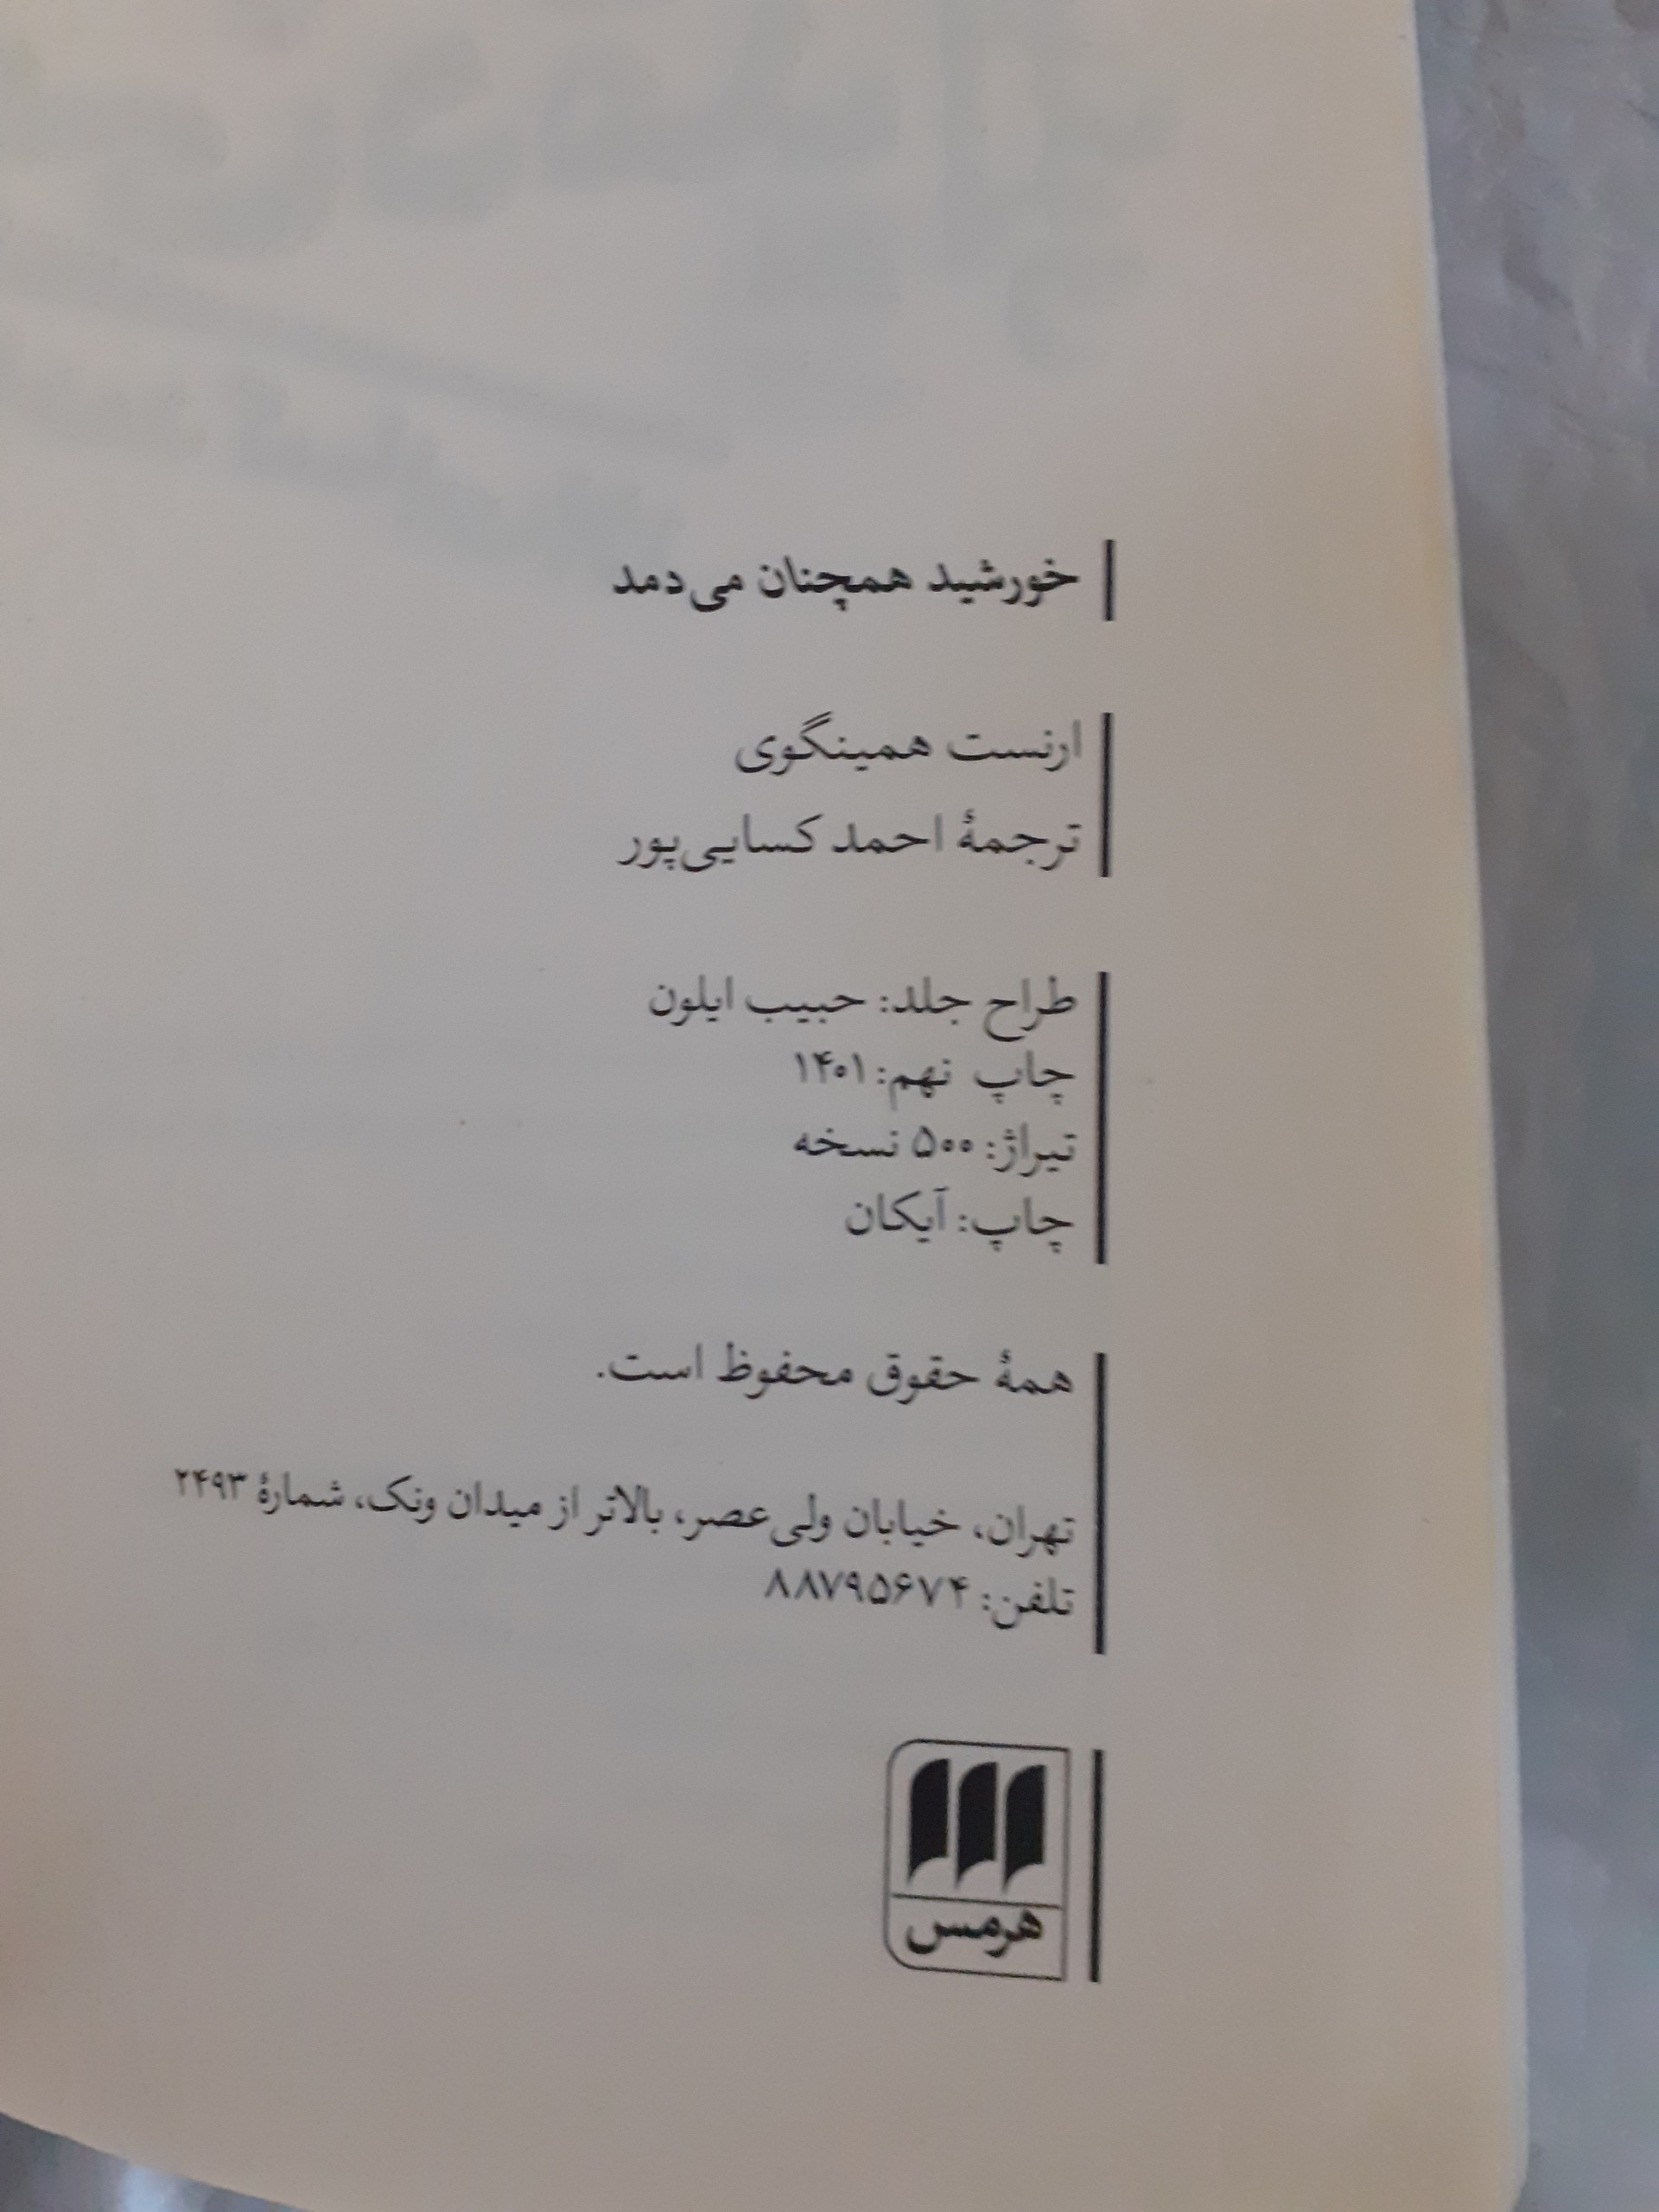 خورشید همچنان می‌دمد
ارنست همینگوی
ترجمهٔ احمد کسایی‌پور
طراح جلد: حبیب ایلون
چاپ نهم: ۱۴۰۱
تیراژ: ۵۰۰ نسخه
چاپ: آیکان
همهٔ حقوق محفوظ است.
تهران، خیابان ولی‌عصر، بالاتر از میدان ونک، شمارهٔ ۲۴۹۳
تلفن: ۸۸۷۹۵۶۷۴
هرمس